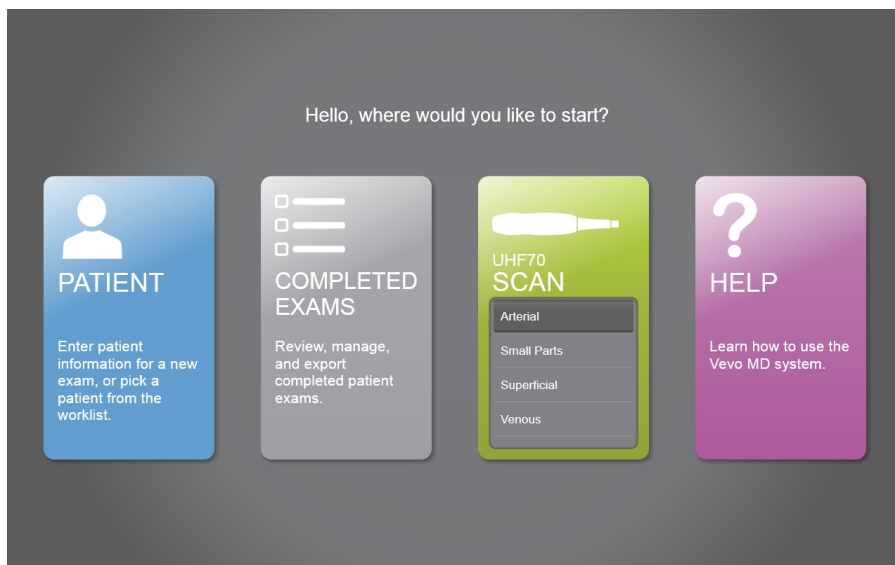 Hello, where would you like to start?
PATIENT
Enter patient
information for a new
exam, or pick a
patient from the
worklist.
COMPLETED
EXAMS
Review, manage,
and export
completed patient
exams.
UHF70
SCAN
Arterial
Small Parts
Superficial
Venous
HELP
Learn how to use the
Vevo MD system.